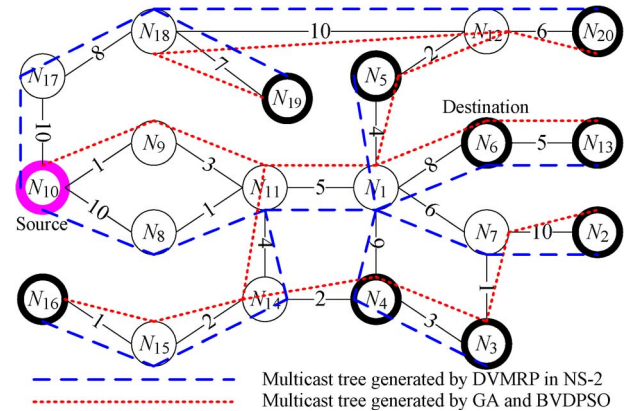 N18
10
N12
6
N20
8
7
2
N17
N19
N5
Destination
10
N9
4
N6
5
N13
1
3
8
N10
N11
5
N1
Source
10
1
6
N8
N7
10
N2
4
9
1
N16
N14
2
N4
1
2
3
N15
N3
Multicast tree generated by DVMRP in NS-2
Multicast tree generated by GA and BVDPSO